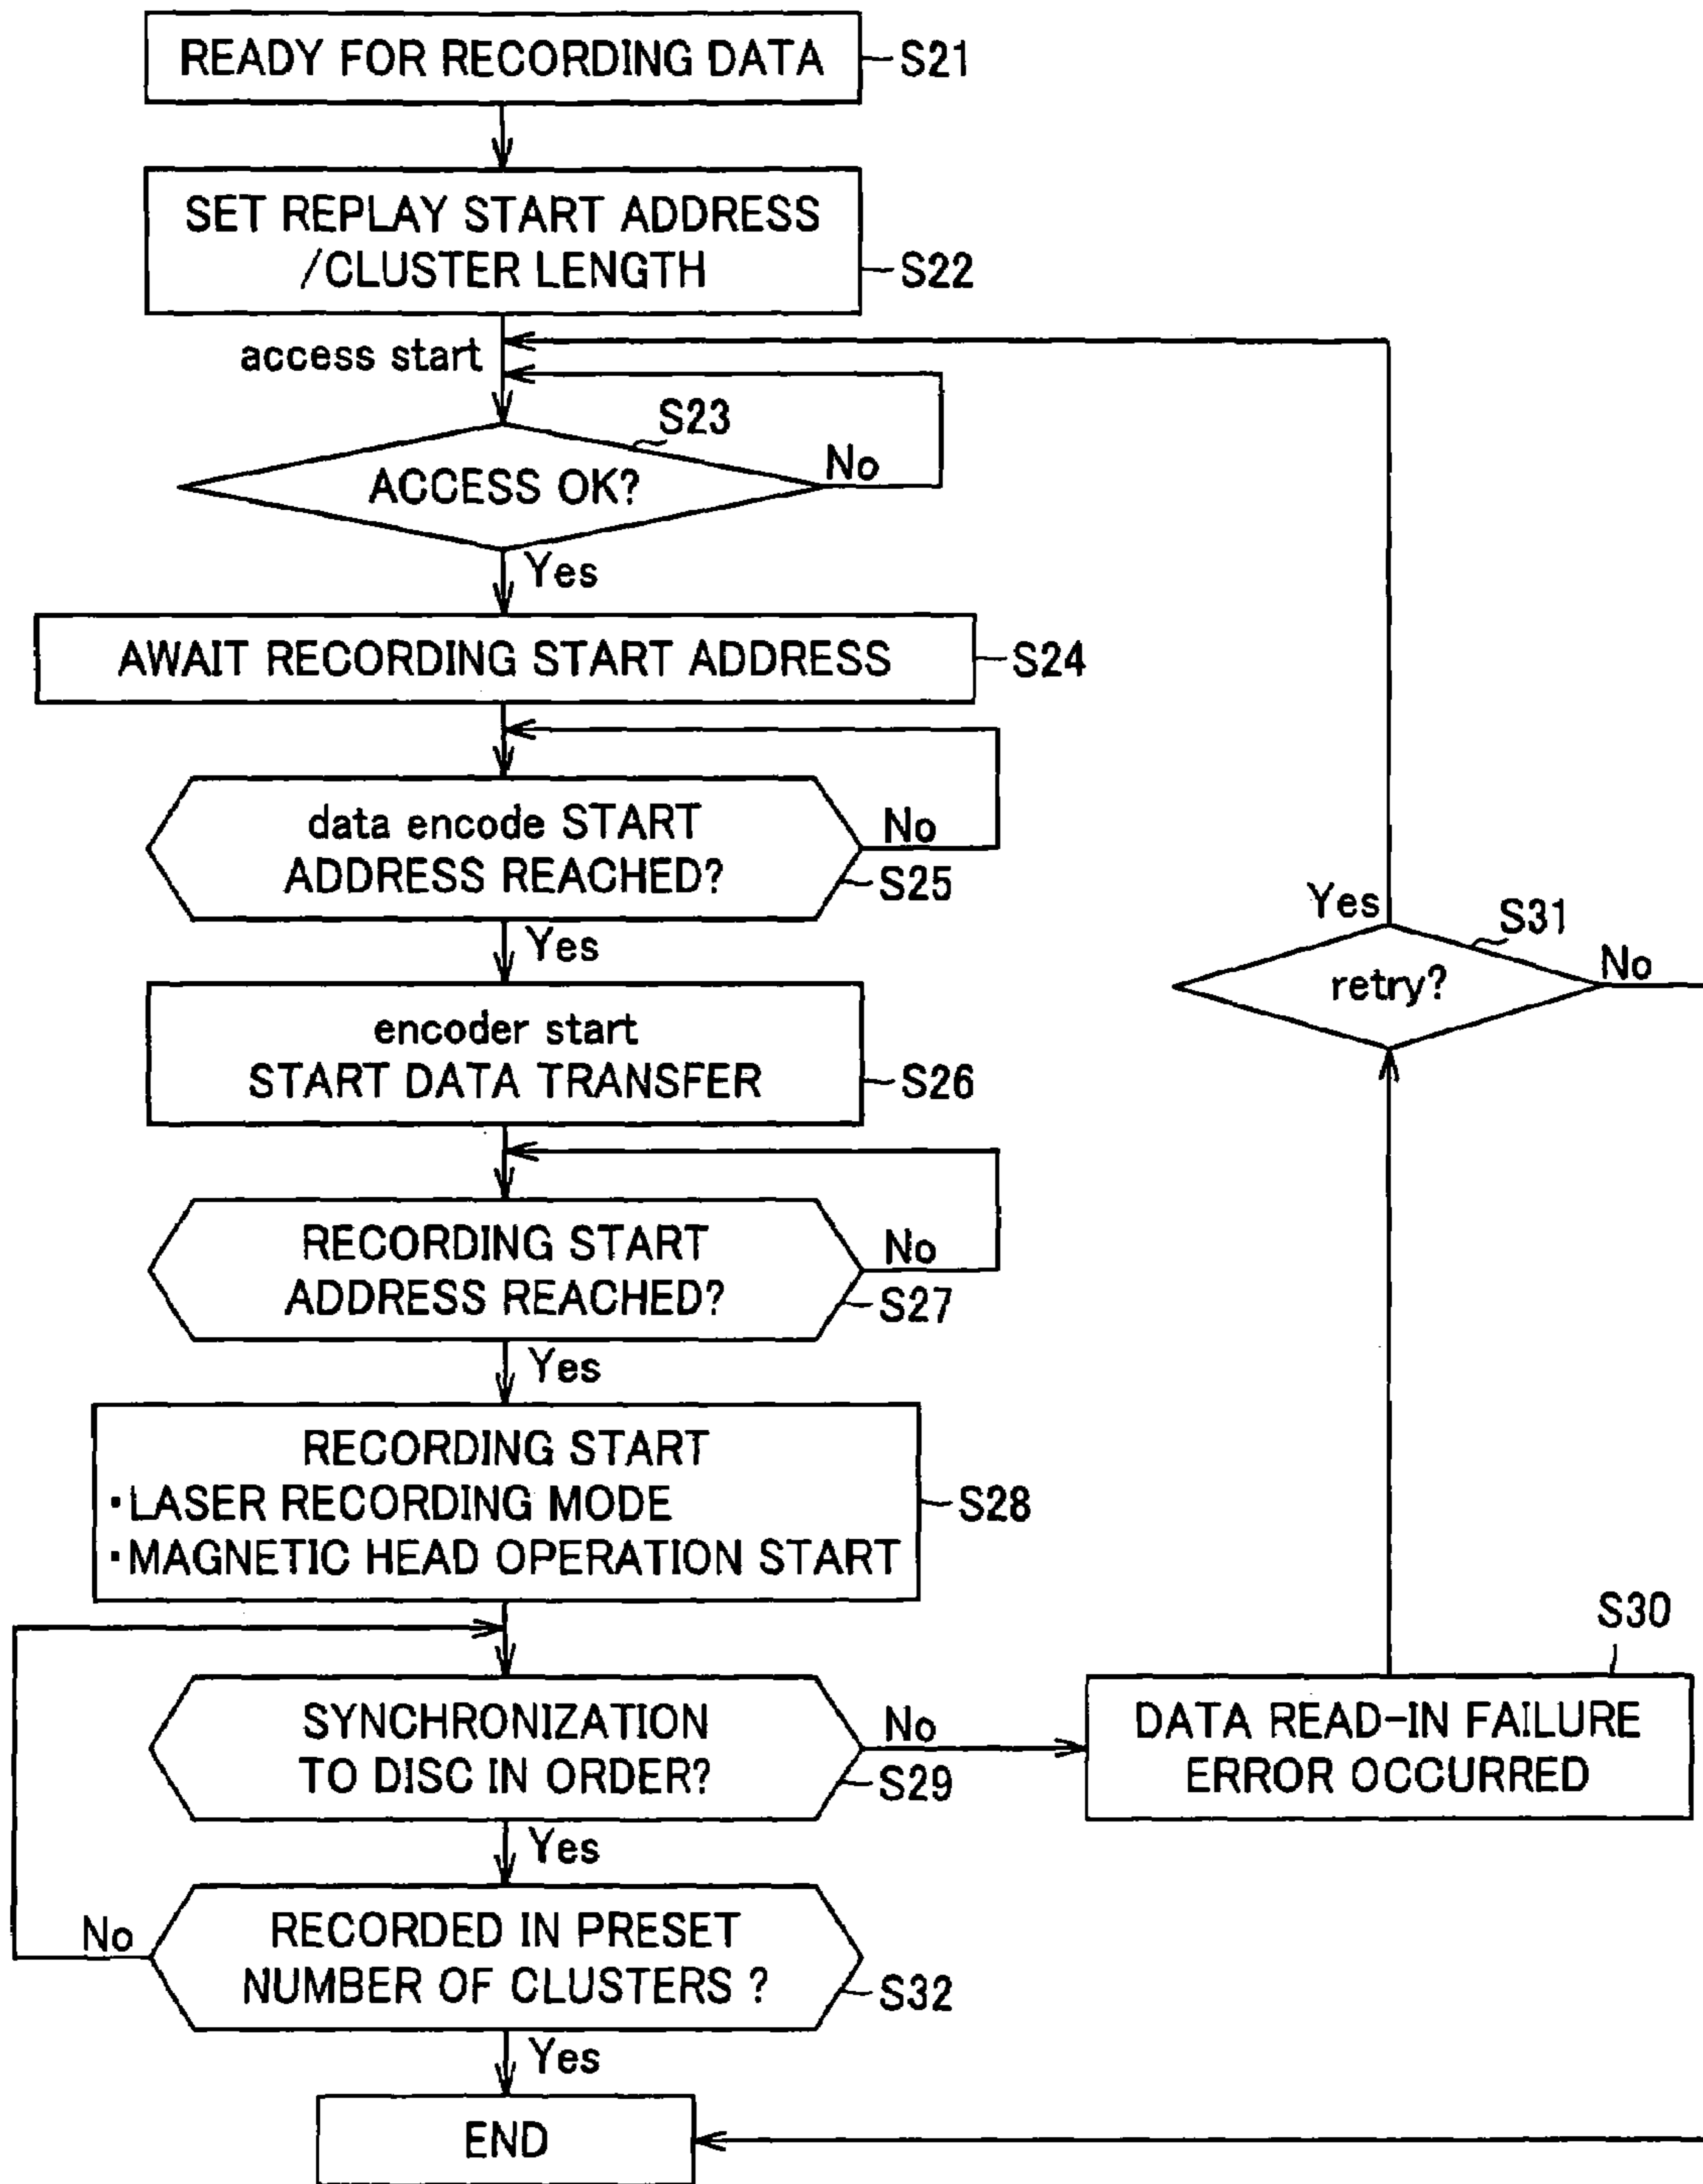 READY FOR RECORDING DATA
S21
SET REPLAY START ADDRESS
/CLUSTER LENGTH
S22
access start
S23
ACCESS OK?
No
Yes
AWAIT RECORDING START ADDRESS
S24
data encode START
ADDRESS REACHED?
No
S25
Yes
encoder start
START DATA TRANSFER
S26
RECORDING START
ADDRESS REACHED?
No
S27
Yes
RECORDING START
・LASER RECORDING MODE
・MAGNETIC HEAD OPERATION START
S28
SYNCHRONIZATION
TO DISC IN ORDER?
No
S29
Yes
DATA READ-IN FAILURE
ERROR OCCURRED
S30
retry?
S31
Yes
No
RECORDED IN PRESET
NUMBER OF CLUSTERS ?
No
S32
Yes
END